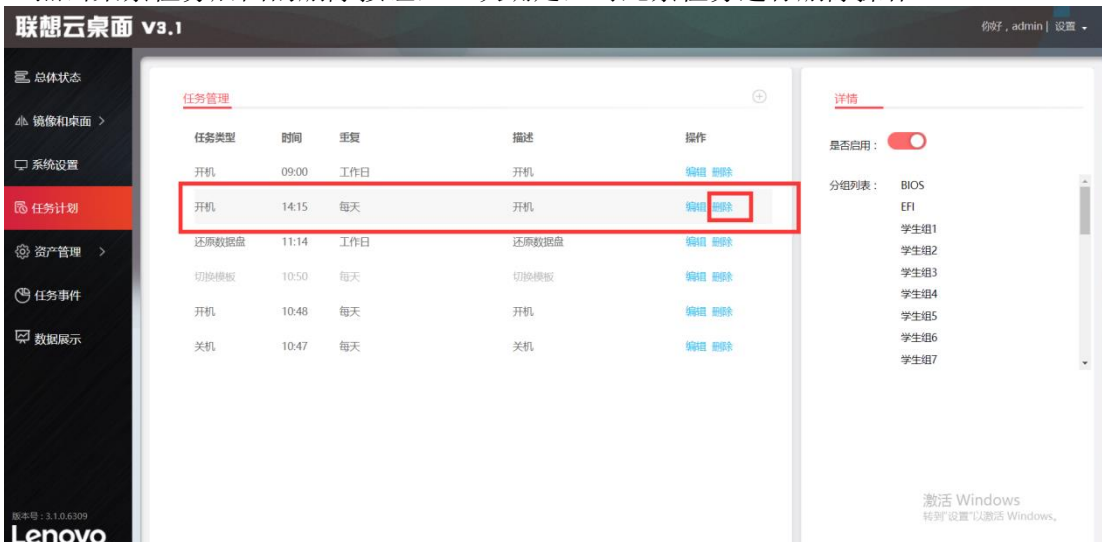 联想云桌面 V3.1
你好 , admin | 设置
总体状态
镜像和桌面 >
系统设置
任务计划
资产管理 >
任务事件
数据展示
版本号 : 3.1.0.6309
Lenovo
任务管理
任务类型 时间 重复 描述 操作
开机 09:00 工作日 开机 编辑 删除
开机 14:15 每天 开机 编辑 删除
还原数据盘 11:14 工作日 还原数据盘 编辑 删除
切换模板 10:50 每天 切换模板 编辑 删除
开机 10:48 每天 开机 编辑 删除
关机 10:47 每天 关机 编辑 删除
详情
是否启用 :
分组列表 : BIOS
EFI
学生组1
学生组2
学生组3
学生组4
学生组5
学生组6
学生组7
激活 Windows
转到"设置"以激活 Windows。